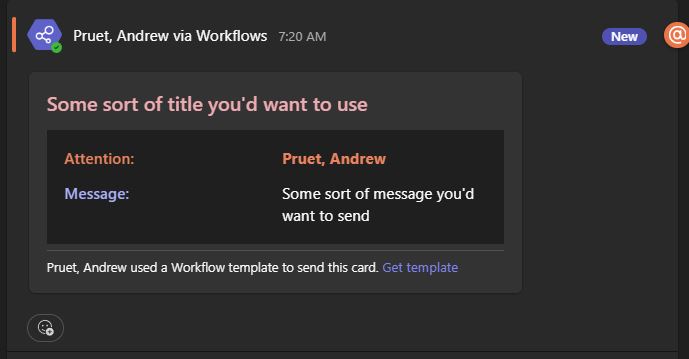 Pruet, Andrew via Workflows 7:20 AM New @
Some sort of title you'd want to use
Attention: Pruet, Andrew
Message: Some sort of message you'd
want to send
Pruet, Andrew used a Workflow template to send this card. Get template